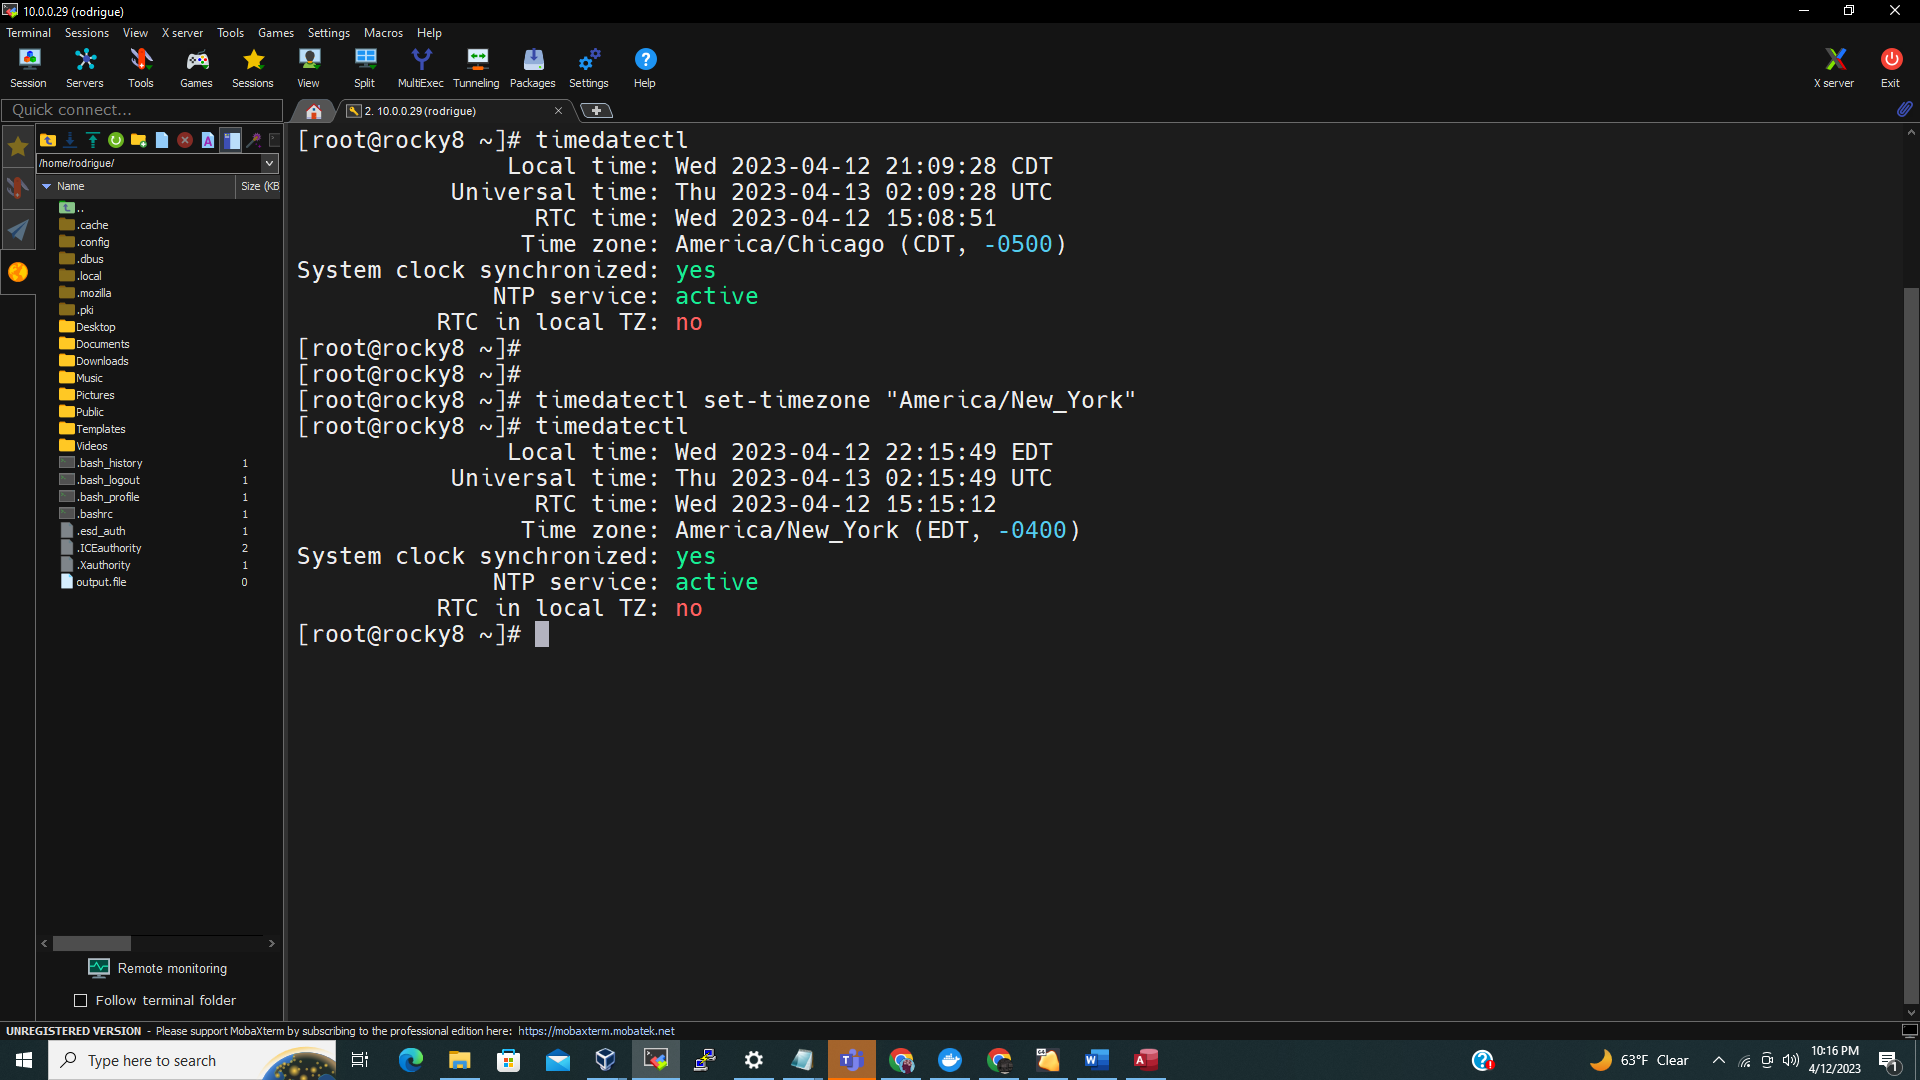 10.0.0.29 (rodrigue)
Terminal Sessions View X server Tools Games Settings Macros Help
Session Servers Tools Games Sessions View Split MultiExec Tunneling Packages Settings Help X server Exit
Quick connect...
2. 10.0.0.29 (rodrigue)
/home/rodrigue/
Name Size (KB
..
.cache
.config
.dbus
.local
.mozilla
.pki
Desktop
Documents
Downloads
Music
Pictures
Public
Templates
Videos
.bash_history 1
.bash_logout 1
.bash_profile 1
.bashrc 1
.esd_auth 1
.ICEauthority 2
.Xauthority 1
output.file 0
Remote monitoring
Follow terminal folder
[root@rocky8 ~]# timedatectl
Local time: Wed 2023-04-12 21:09:28 CDT
Universal time: Thu 2023-04-13 02:09:28 UTC
RTC time: Wed 2023-04-12 15:08:51
Time zone: America/Chicago (CDT, -0500)
System clock synchronized: yes
NTP service: active
RTC in local TZ: no
[root@rocky8 ~]#
[root@rocky8 ~]#
[root@rocky8 ~]# timedatectl set-timezone "America/New_York"
[root@rocky8 ~]# timedatectl
Local time: Wed 2023-04-12 22:15:49 EDT
Universal time: Thu 2023-04-13 02:15:49 UTC
RTC time: Wed 2023-04-12 15:15:12
Time zone: America/New_York (EDT, -0400)
System clock synchronized: yes
NTP service: active
RTC in local TZ: no
[root@rocky8 ~]#
UNREGISTERED VERSION - Please support MobaXterm by subscribing to the professional edition here: https://mobaxterm.mobatek.net
Type here to search
63°F Clear
10:16 PM
4/12/2023
1